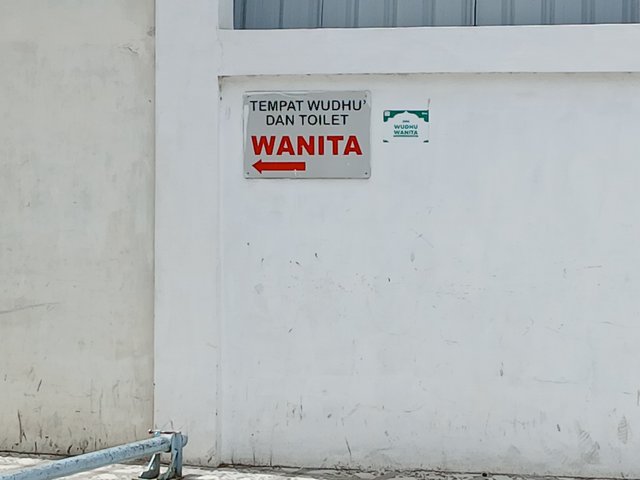 TEMPAT WUDHU'
DAN TOILET
WANITA
WUDHU
WANITA